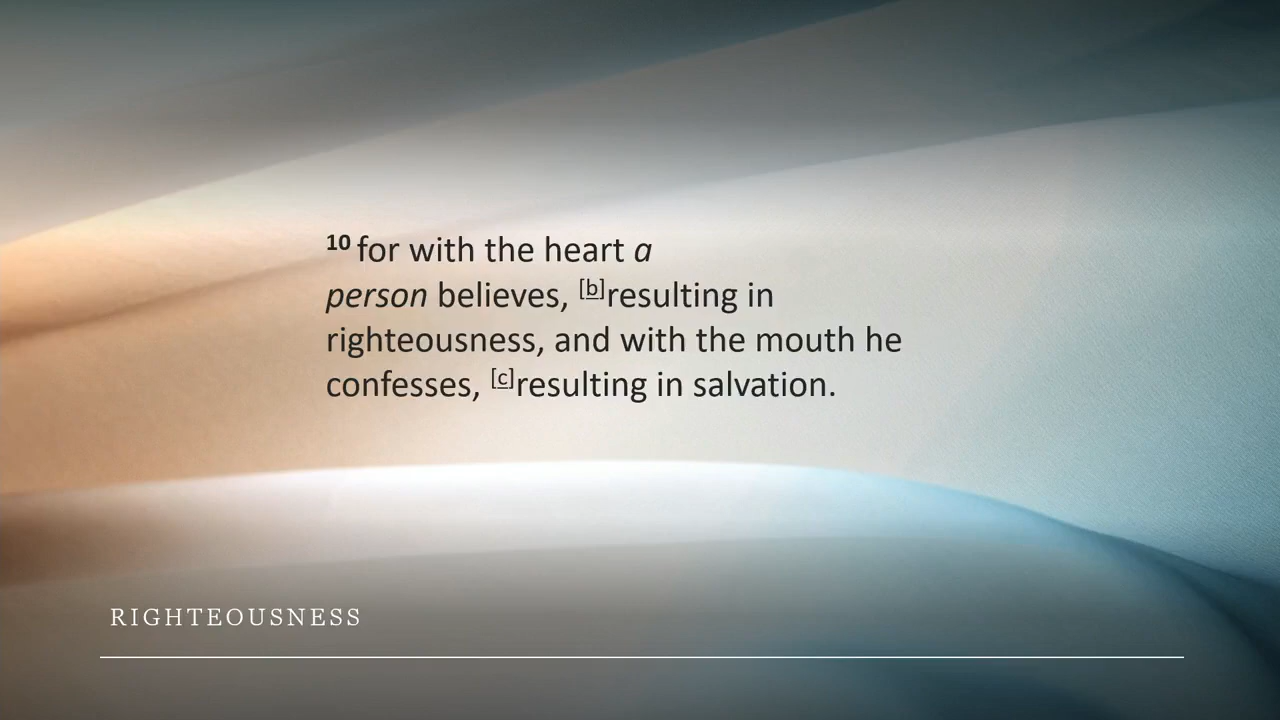 10 for with the heart a
person believes, [b]resulting in
righteousness, and with the mouth he
confesses, [c]resulting in salvation.
RIGHTEOUSNESS